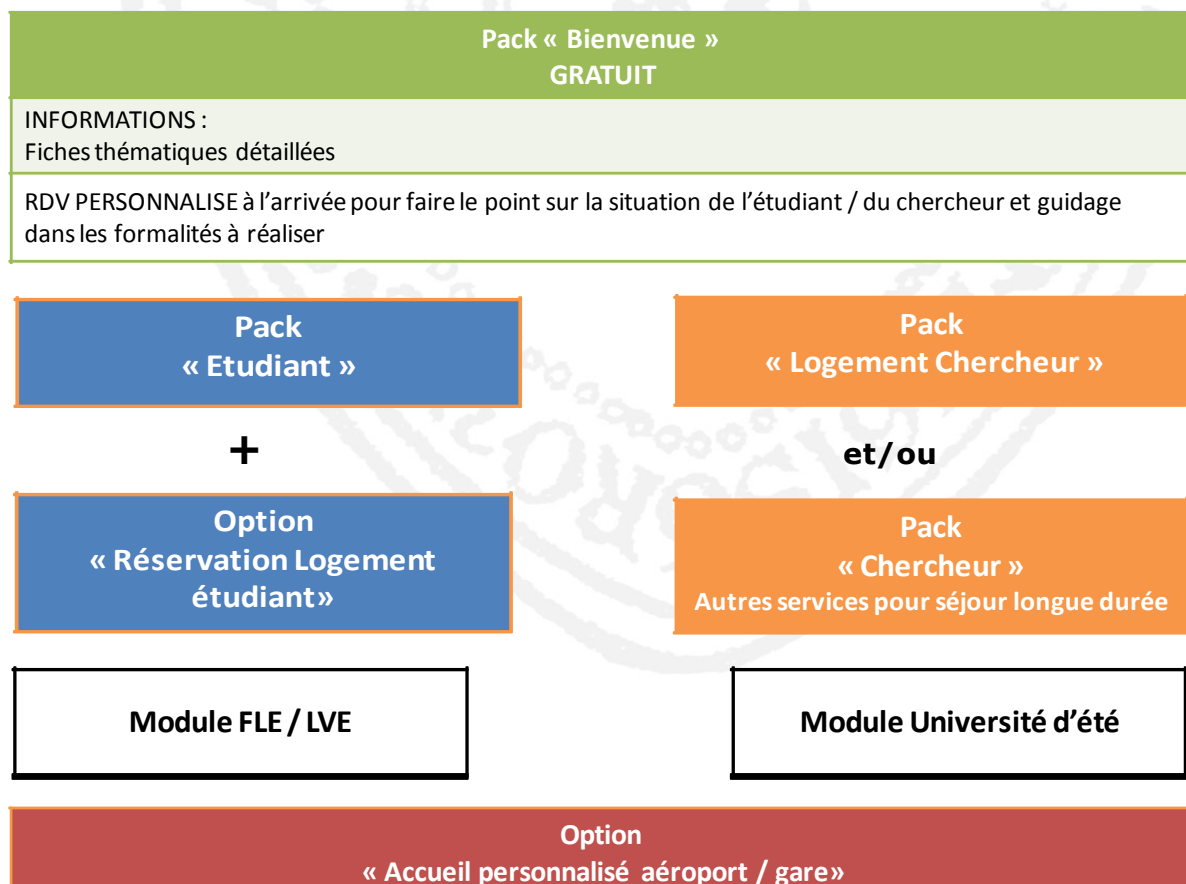 Pack « Bienvenue »
GRATUIT
INFORMATIONS :
Fiches thématiques détaillées
RDV PERSONNALISE à l’arrivée pour faire le point sur la situation de l’étudiant / du chercheur et guidage
dans les formalités à réaliser
Pack
« Etudiant »
+
Option
« Réservation Logement
étudiant»
Pack
« Logement Chercheur »
et/ou
Pack
« Chercheur »
Autres services pour séjour longue durée
Module FLE / LVE
Module Université d’été
Option
« Accueil personnalisé aéroport / gare»